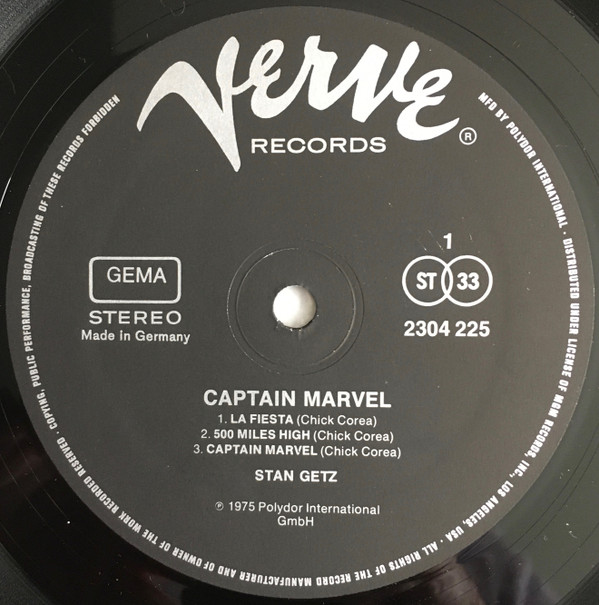 Verve
RECORDS ®
GEMA
STEREO
Made in Germany
1
ST 33
2304 225
CAPTAIN MARVEL
1. LA FIESTA (Chick Corea)
2. 500 MILES HIGH (Chick Corea)
3. CAPTAIN MARVEL (Chick Corea)
STAN GETZ
℗ 1975 Polydor International
GmbH
MFD BY POLYDOR INTERNATIONAL · DISTRIBUTED UNDER LICENSE OF MGM RECORDS, INC., LOS ANGELES, USA · ALL RIGHTS OF THE RECORD MANUFACTURER AND OF OWNER OF THE WORK RECORDED RESERVED · COPYING, PUBLIC PERFORMANCE, BROADCASTING OF THESE RECORDS FORBIDDEN